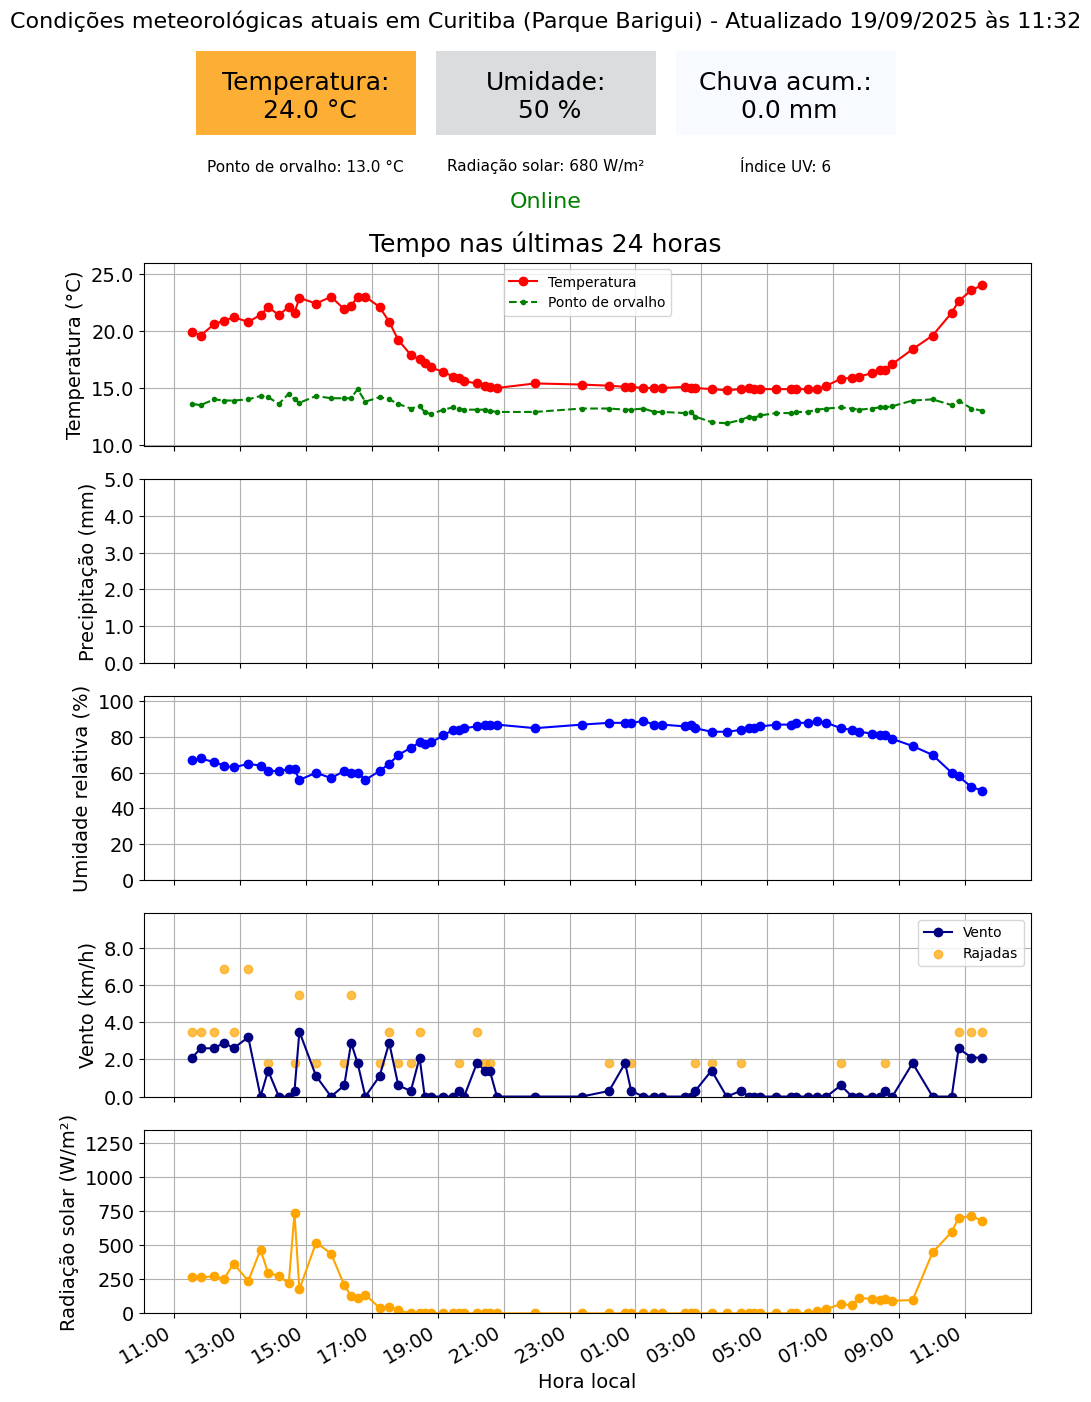 Condições meteorológicas atuais em Curitiba (Parque Barigui) - Atualizado 19/09/2025 às 11:32
Temperatura:
24.0 °C
Umidade:
50 %
Chuva acum.:
0.0 mm
Ponto de orvalho: 13.0 °C
Radiação solar: 680 W/m²
Índice UV: 6
Online
Tempo nas últimas 24 horas
Temperatura (°C)
25.0
20.0
15.0
10.0
Temperatura
Ponto de orvalho
Precipitação (mm)
5.0
4.0
3.0
2.0
1.0
0.0
Umidade relativa (%)
100
80
60
40
20
0
Vento (km/h)
8.0
6.0
4.0
2.0
0.0
Vento
Rajadas
Radiação solar (W/m²)
1250
1000
750
500
250
0
11:00
13:00
15:00
17:00
19:00
21:00
23:00
01:00
03:00
05:00
07:00
09:00
11:00
Hora local